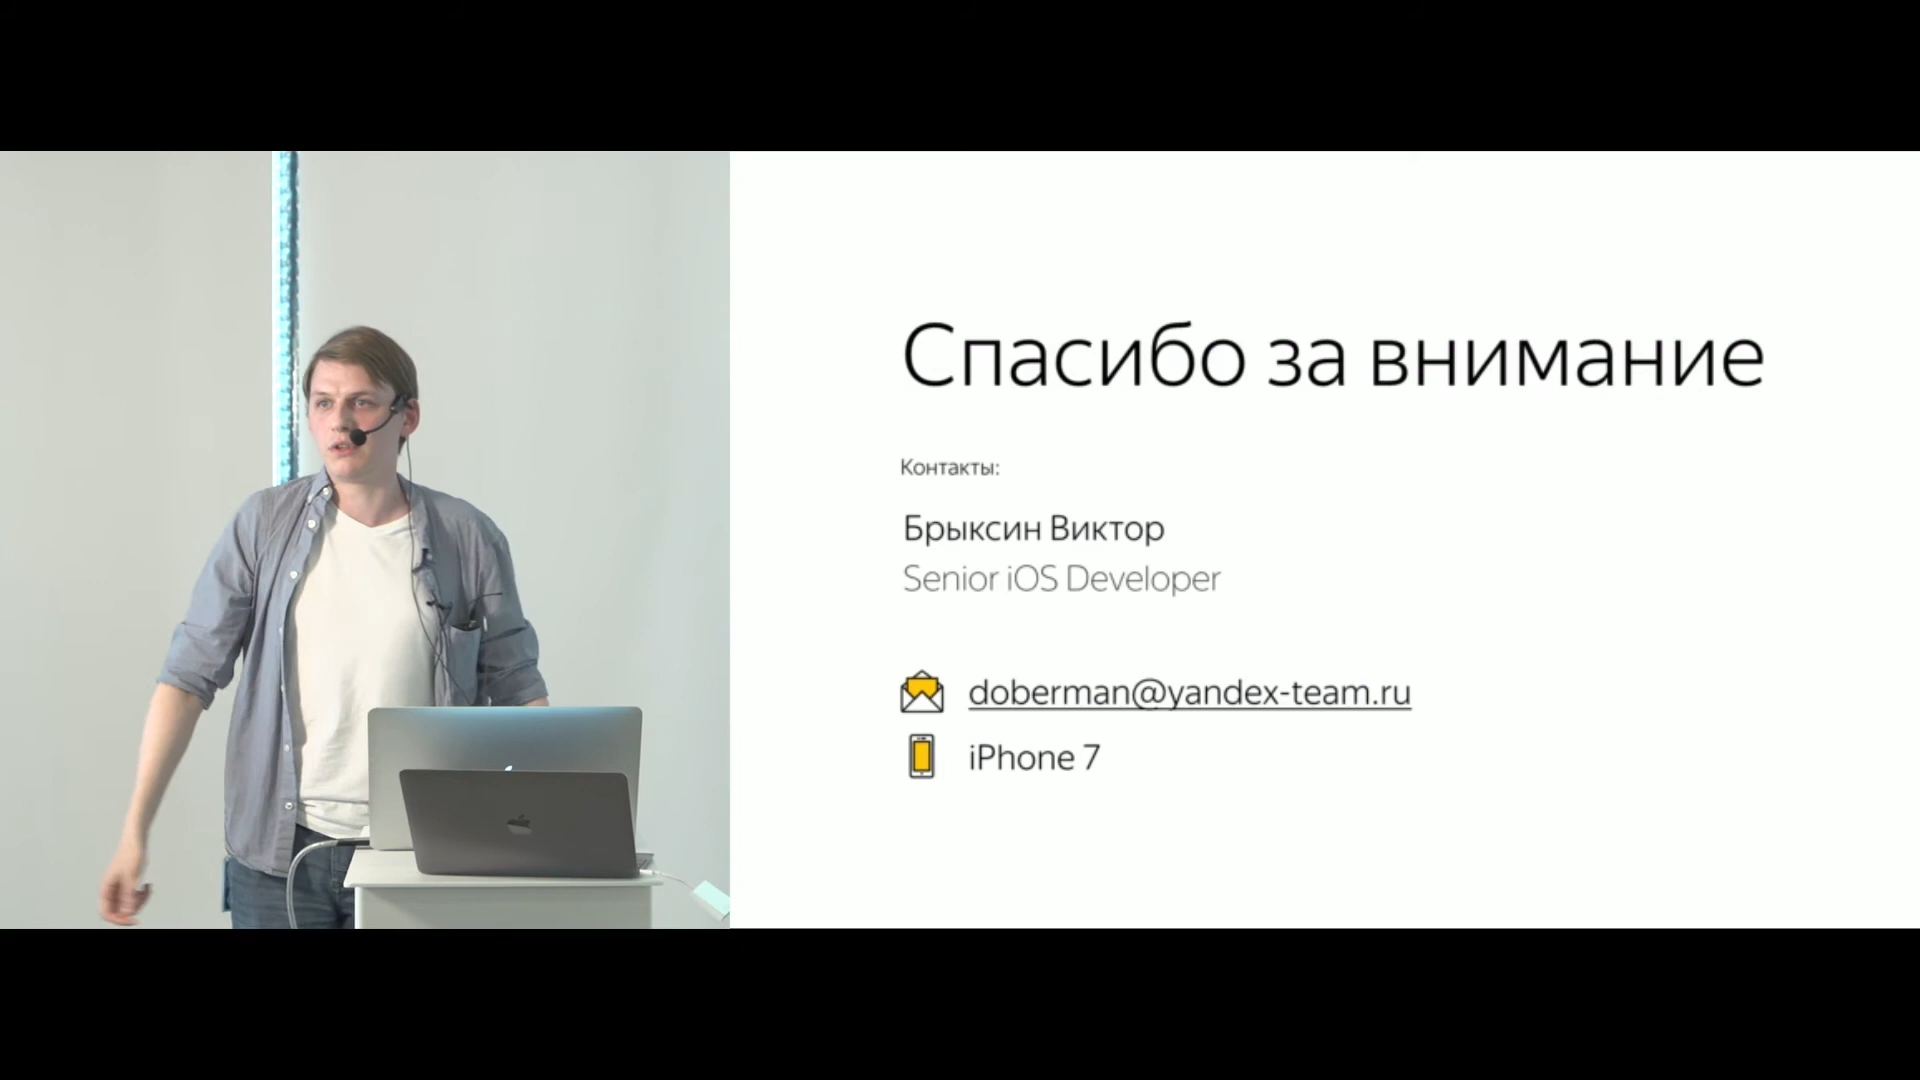 Спасибо за внимание
Контакты:
Брыксин Виктор
Senior iOS Developer
doberman@yandex-team.ru
iPhone 7